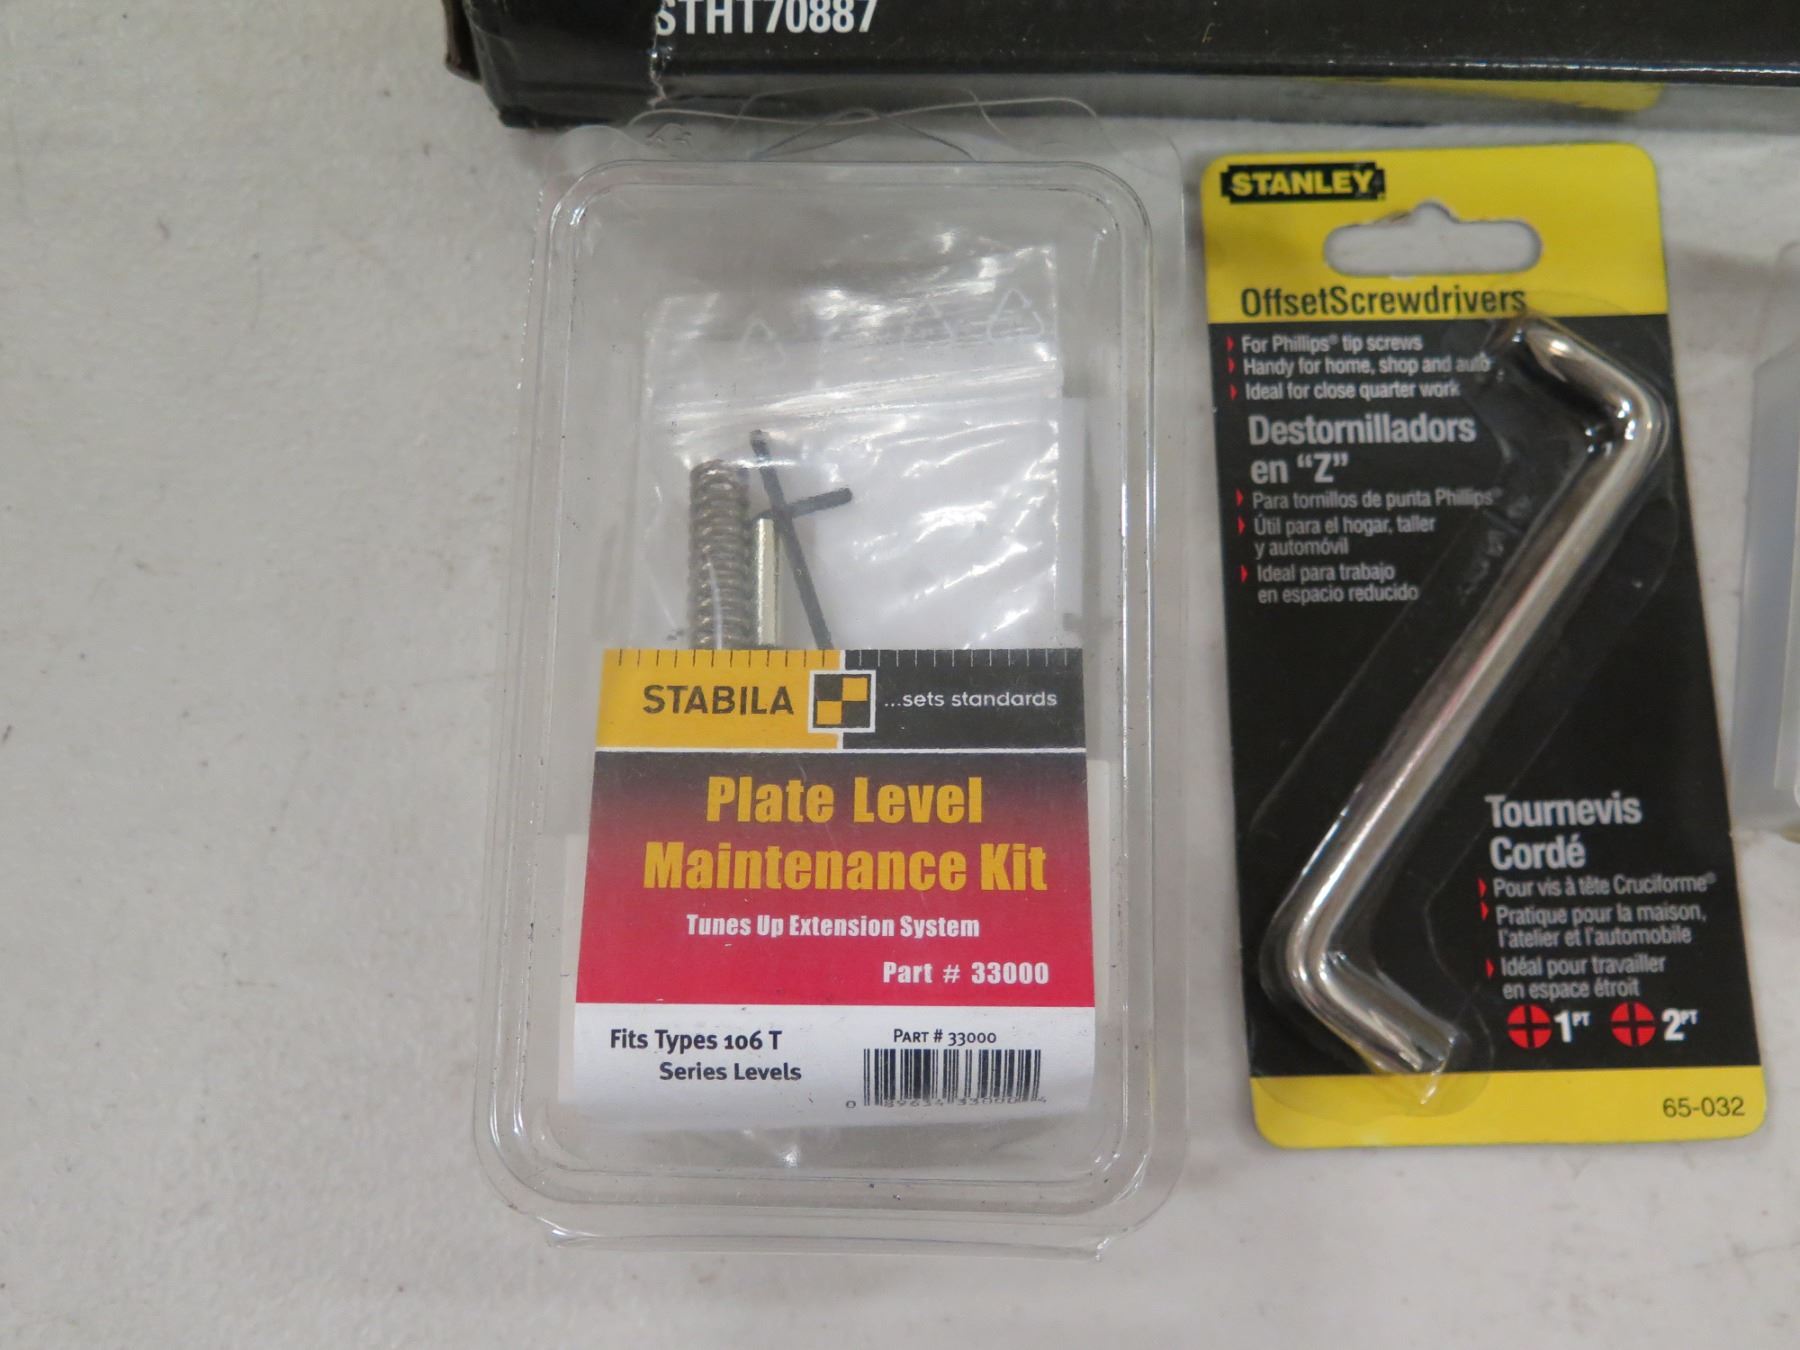 STHT70887
STABILA
...sets standards
Plate Level
Maintenance Kit
Tunes Up Extension System
Part # 33000
Fits Types 106 T
Series Levels
PART # 33000
0 89634 33000 4
STANLEY
OffsetScrewdrivers
For Phillips® tip screws
Handy for home, shop and auto
Ideal for close quarter work
Destornilladors
en “Z”
Para tornillos de punta Phillips®
Útil para el hogar, taller
y automóvil
Ideal para trabajo
en espacio reducido
Tournevis
Cordé
Pour vis à tête Cruciforme®
Pratique pour la maison,
l'atelier et l'automobile
Idéal pour travailler
en espace étroit
1PT 2PT
65-032